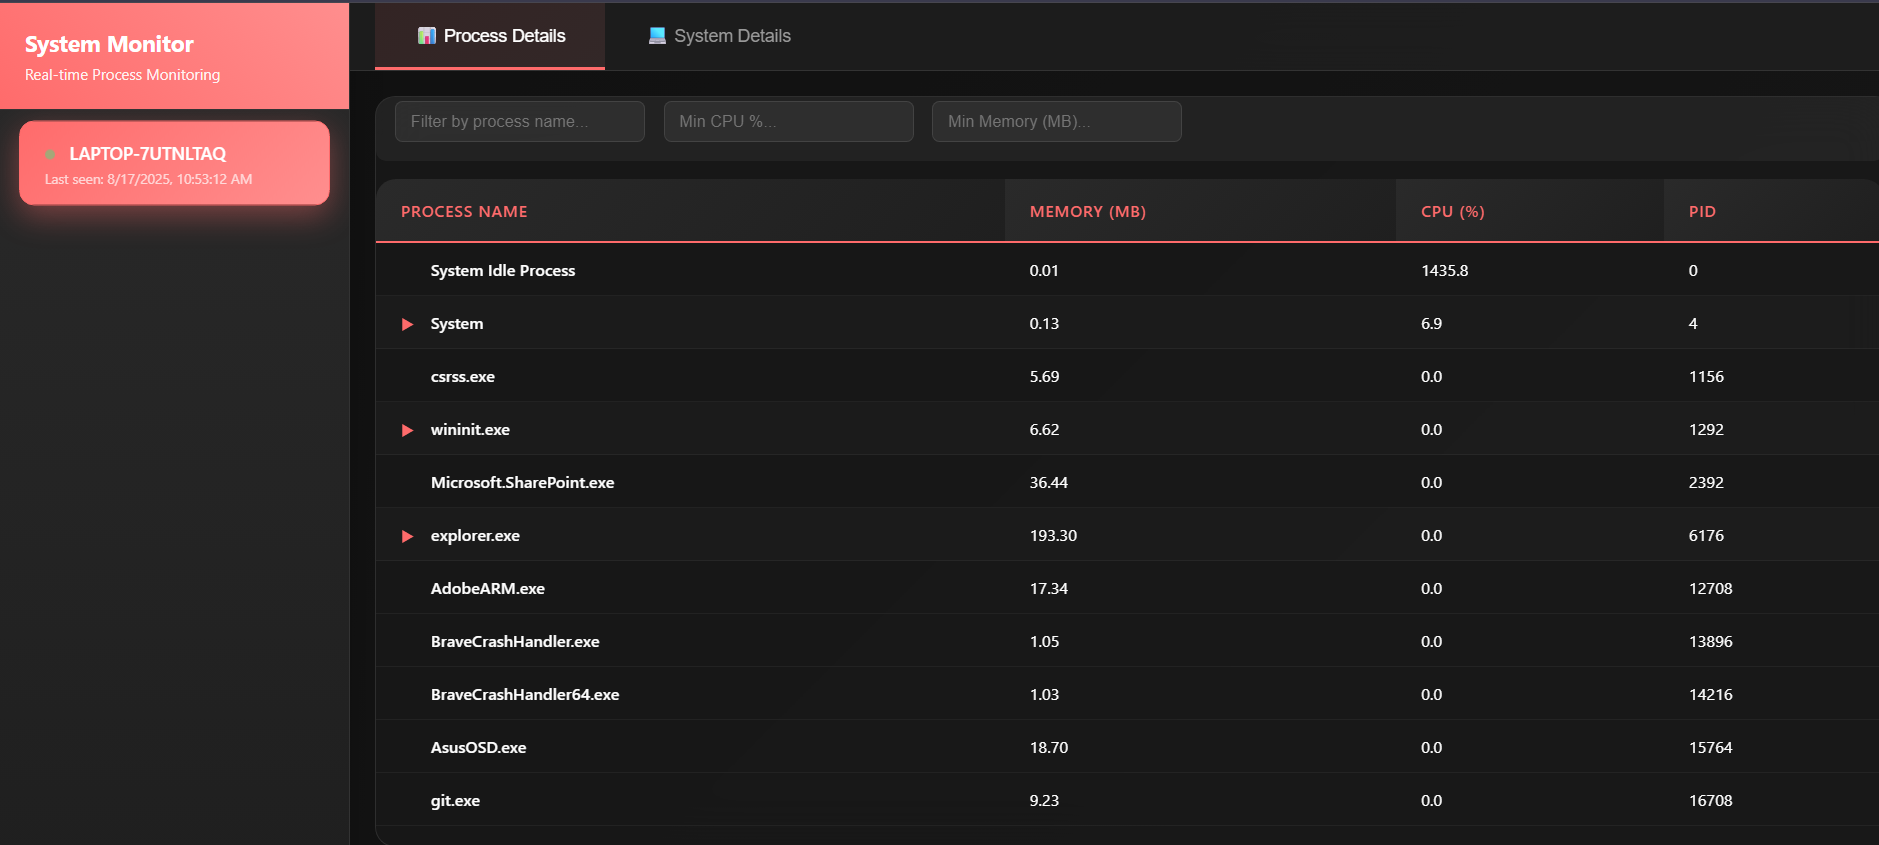 System Monitor
Real-time Process Monitoring
LAPTOP-7UTNLTAQ
Last seen: 8/17/2025, 10:53:12 AM
Process Details System Details
Filter by process name... Min CPU %... Min Memory (MB)...
PROCESS NAME MEMORY (MB) CPU (%) PID
System Idle Process 0.01 1435.8 0
System 0.13 6.9 4
csrss.exe 5.69 0.0 1156
wininit.exe 6.62 0.0 1292
Microsoft.SharePoint.exe 36.44 0.0 2392
explorer.exe 193.30 0.0 6176
AdobeARM.exe 17.34 0.0 12708
BraveCrashHandler.exe 1.05 0.0 13896
BraveCrashHandler64.exe 1.03 0.0 14216
AsusOSD.exe 18.70 0.0 15764
git.exe 9.23 0.0 16708